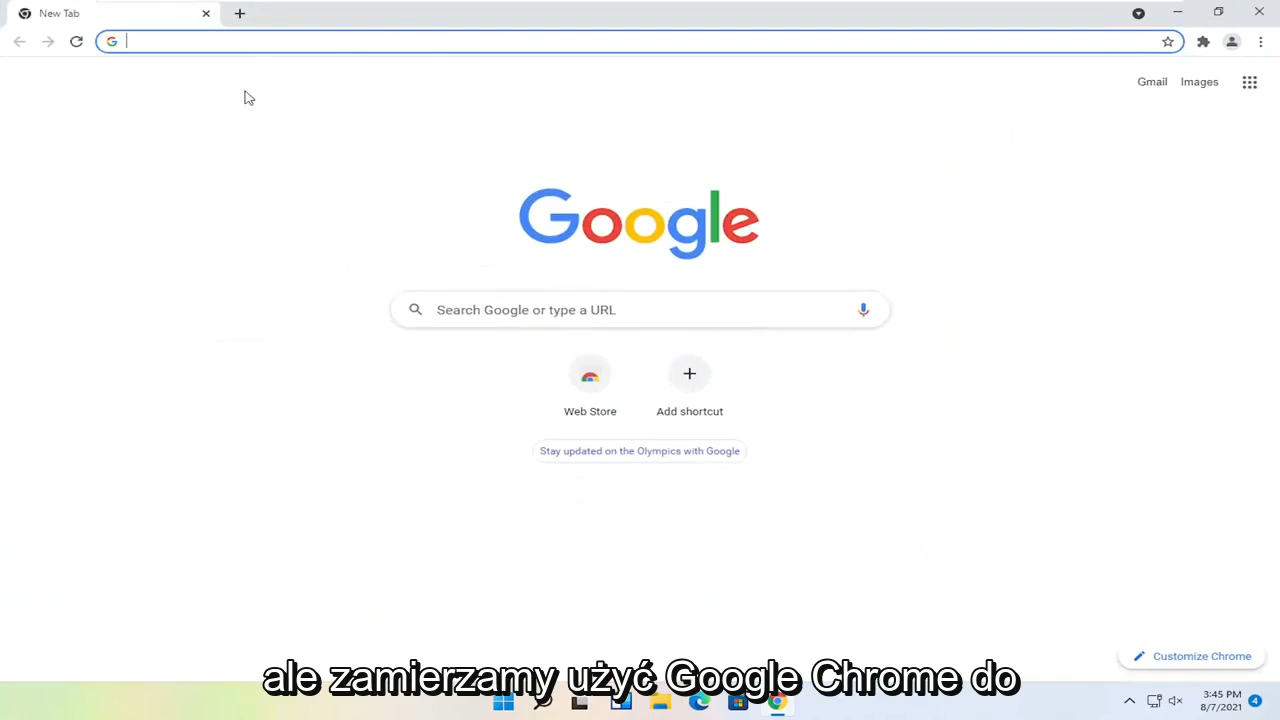 New Tab
Gmail Images
Google
Search Google or type a URL
Web Store Add shortcut
Stay updated on the Olympics with Google
Customize Chrome
ale zamierzamy użyć Google Chrome do
3:45 PM
8/7/2021
4